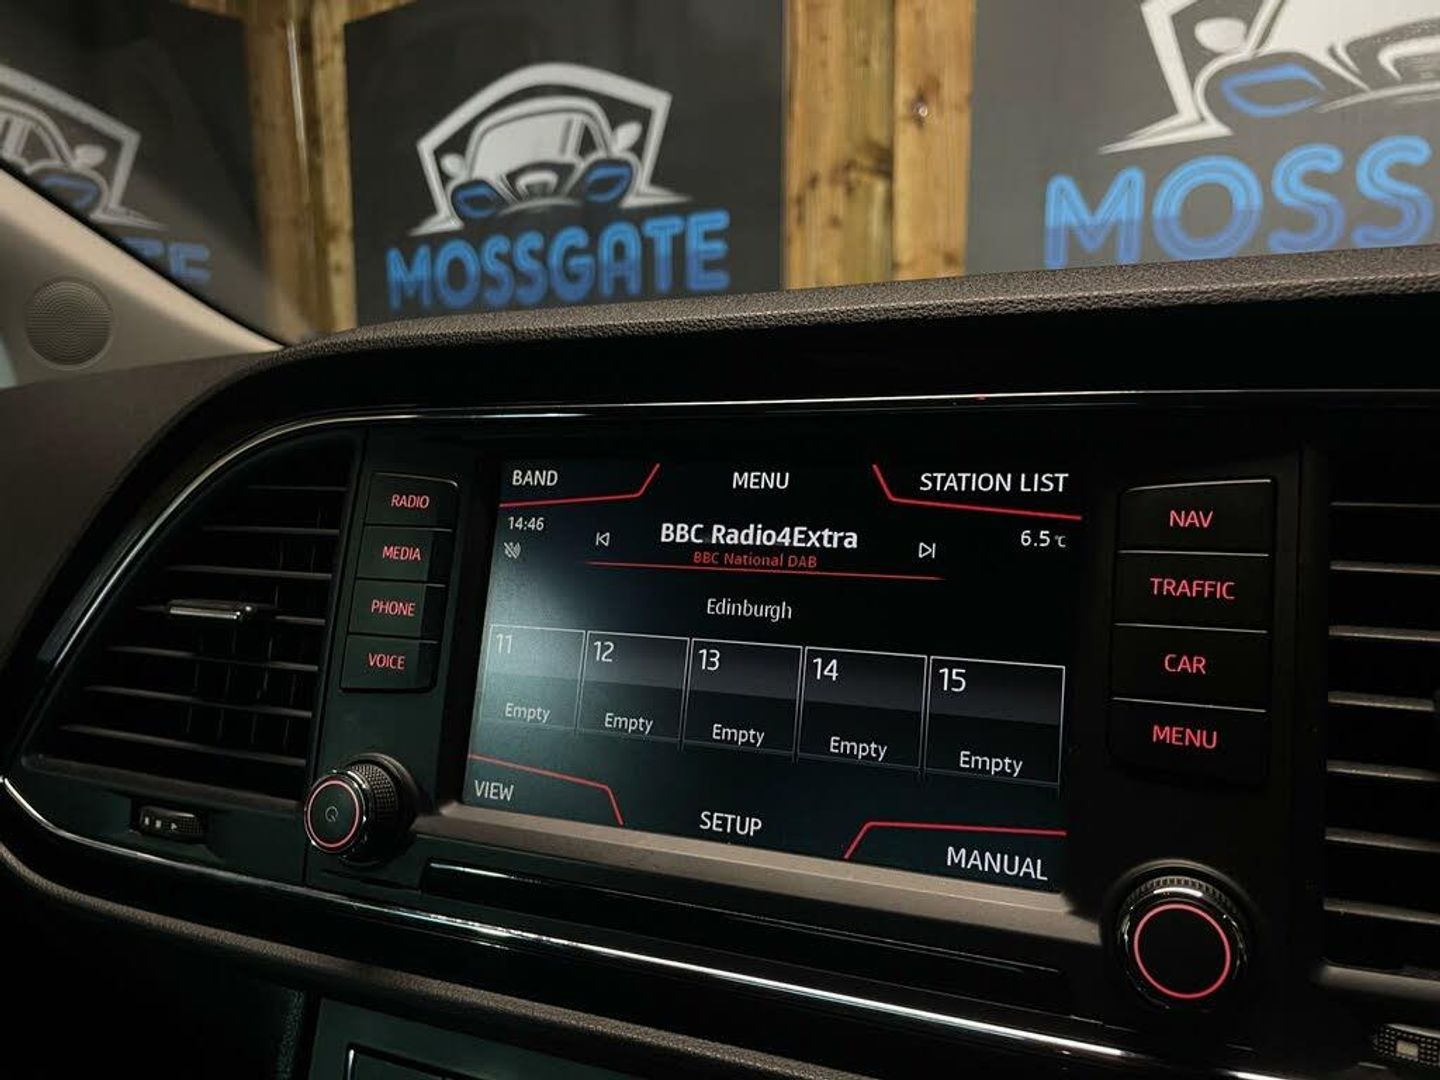 MOSSGATE
MOSS
TE
BAND
MENU
STATION LIST
14:46
BBC Radio4Extra
6.5°C
BBC National DAB
Edinburgh
11
12
13
14
15
Empty
Empty
Empty
Empty
Empty
VIEW
SETUP
MANUAL
RADIO
MEDIA
PHONE
VOICE
NAV
TRAFFIC
CAR
MENU